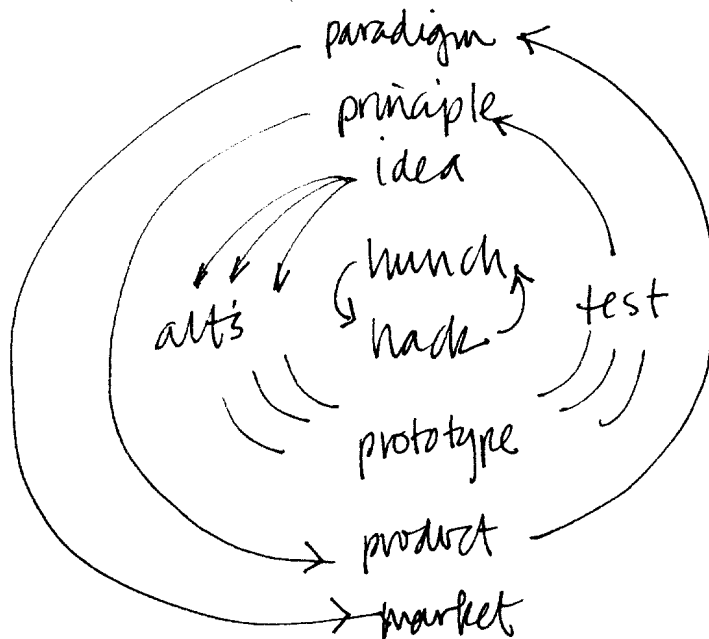 paradigm
principle
idea
hunch
alts test
hack
prototype
product
market